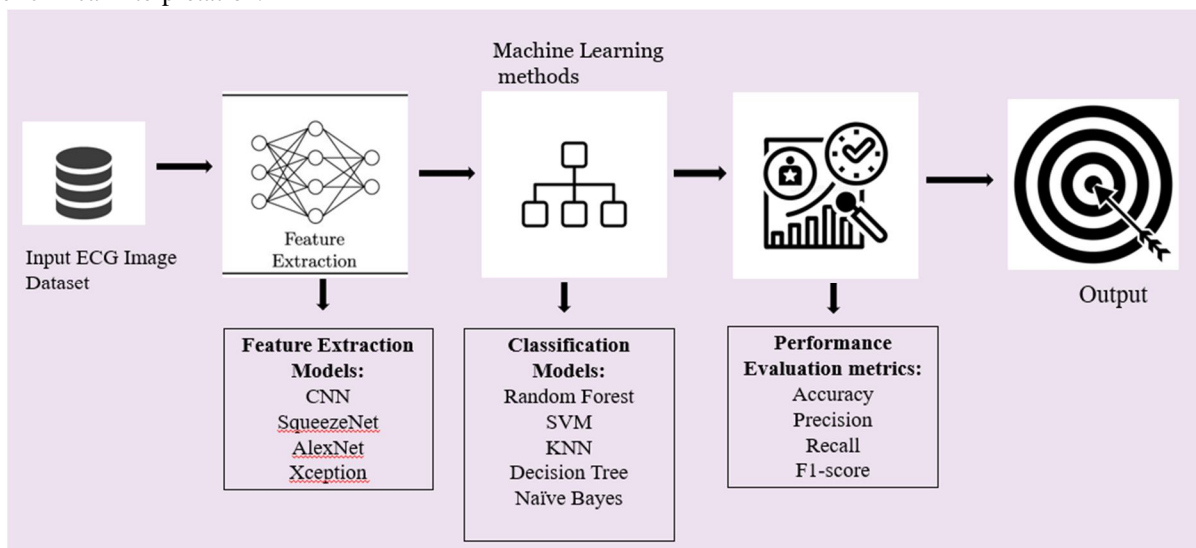 Machine Learning
methods
Feature
Extraction
Input ECG Image
Dataset
Output
Feature Extraction
Models:
CNN
SqueezeNet
AlexNet
Xception
Classification
Models:
Random Forest
SVM
KNN
Decision Tree
Naïve Bayes
Performance
Evaluation metrics:
Accuracy
Precision
Recall
F1-score